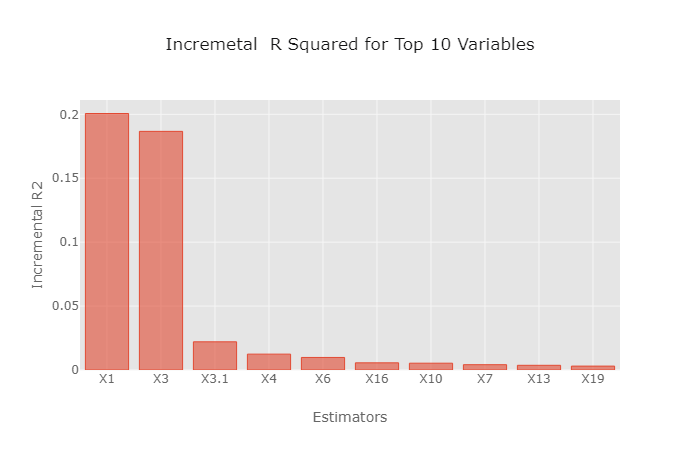 Incremetal  R Squared for Top 10 Variables
0.2
0.15
0.1
0.05
0
Incremental R2
X1 X3 X3.1 X4 X6 X16 X10 X7 X13 X19
Estimators